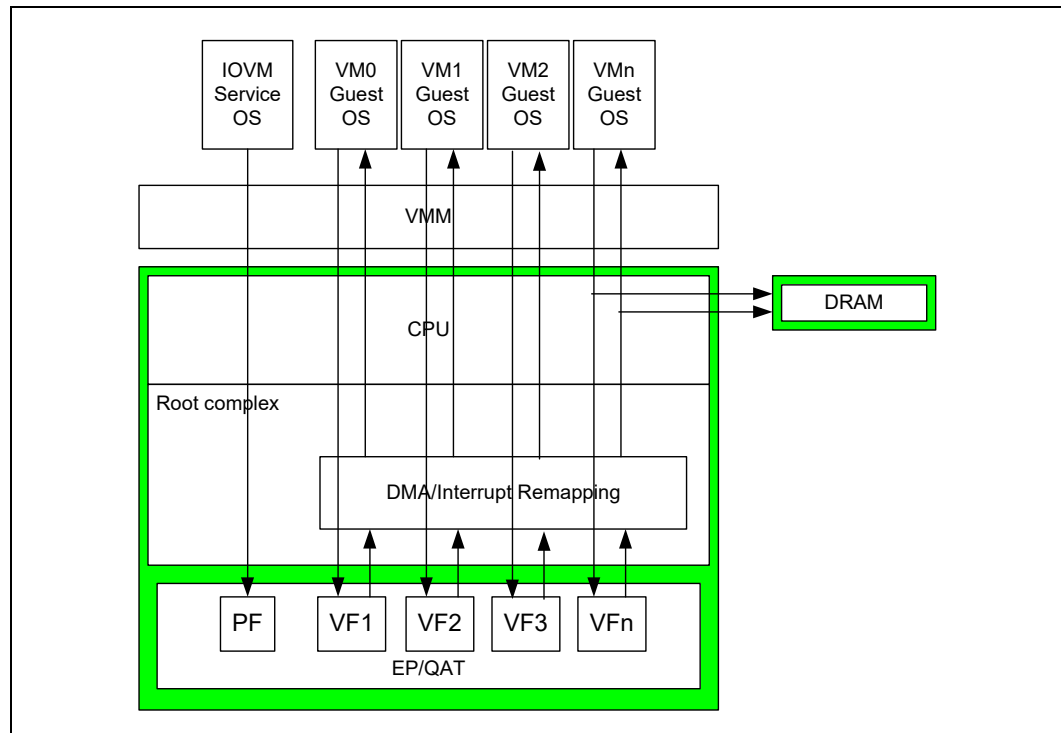 IOVM
Service
OS
VM0
Guest
OS
VM1
Guest
OS
VM2
Guest
OS
VMn
Guest
OS
VMM
CPU
DRAM
Root complex
DMA/Interrupt Remapping
PF
VF1
VF2
VF3
VFn
EP/QAT